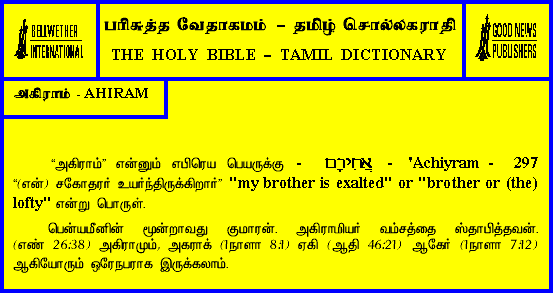 BELLWETHER
INTERNATIONAL
பரிசுத்த வேதாகமம் – தமிழ் சொல்லகராதி
THE HOLY BIBLE – TAMIL DICTIONARY
GOOD NEWS
PUBLISHERS
அகிராம் - AHIRAM
“அகிராம்” என்னும் எபிரெய பெயருக்கு - אֲחִירָם - 'Achiyram - 297
“(என்) சகோதரர் உயர்ந்திருக்கிறார்” "my brother is exalted" or "brother or (the)
lofty" என்று பொருள்.
பென்யமீனின் மூன்றாவது குமாரன். அகிராமியர் வம்சத்தை ஸ்தாபித்தவன்.
(எண் 26:38) அகிராமும், அகராக் (1நாளா 8:1) ஏகி (ஆதி 46:21) ஆகேர் (1நாளா 7:12)
ஆகியோரும் ஒரேநபராக இருக்கலாம்.